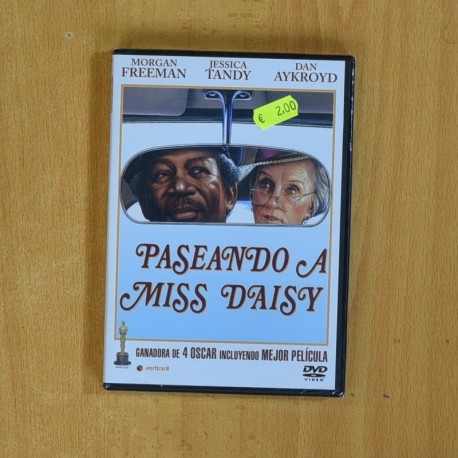 MORGAN FREEMAN
JESSICA TANDY
DAN AYKROYD
€ 2,00
PASEANDO A
MISS DAISY
GANADORA DE 4 OSCAR INCLUYENDO MEJOR PELÍCULA
vertice
DVD
VIDEO